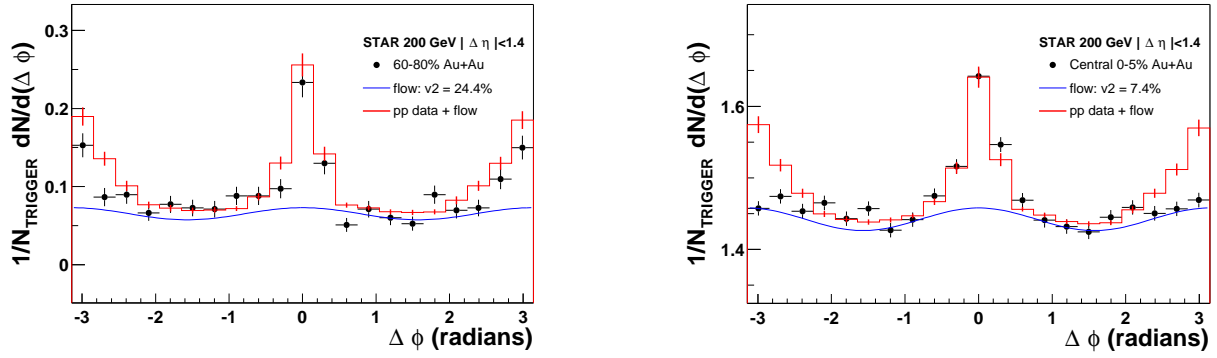 1/N_TRIGGER dN/d(Δ ϕ)
0.3
0.2
0.1
0
STAR 200 GeV | Δ η |<1.4
60-80% Au+Au
flow: v2 = 24.4%
pp data + flow
-3 -2 -1 0 1 2 3
Δ ϕ (radians)
1/N_TRIGGER dN/d(Δ ϕ)
1.6
1.4
STAR 200 GeV | Δ η |<1.4
Central 0-5% Au+Au
flow: v2 = 7.4%
pp data + flow
-3 -2 -1 0 1 2 3
Δ ϕ (radians)